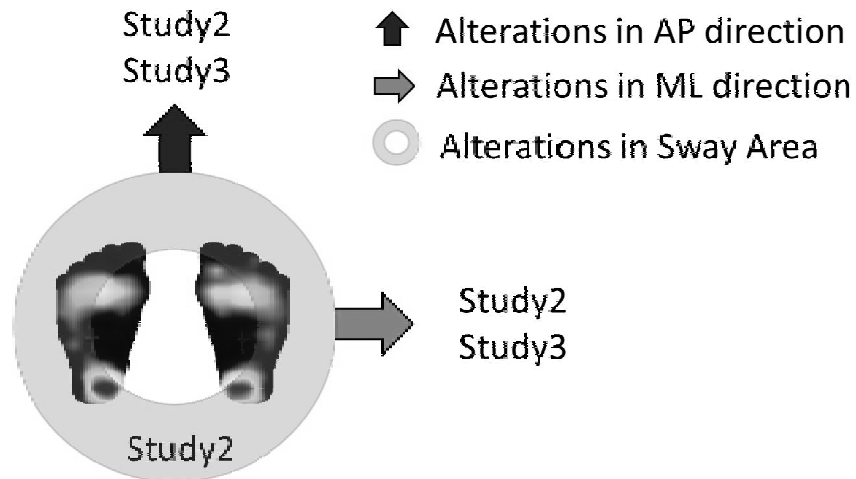 Study2
Study3
Alterations in AP direction
Alterations in ML direction
Alterations in Sway Area
Study2
Study3
Study2